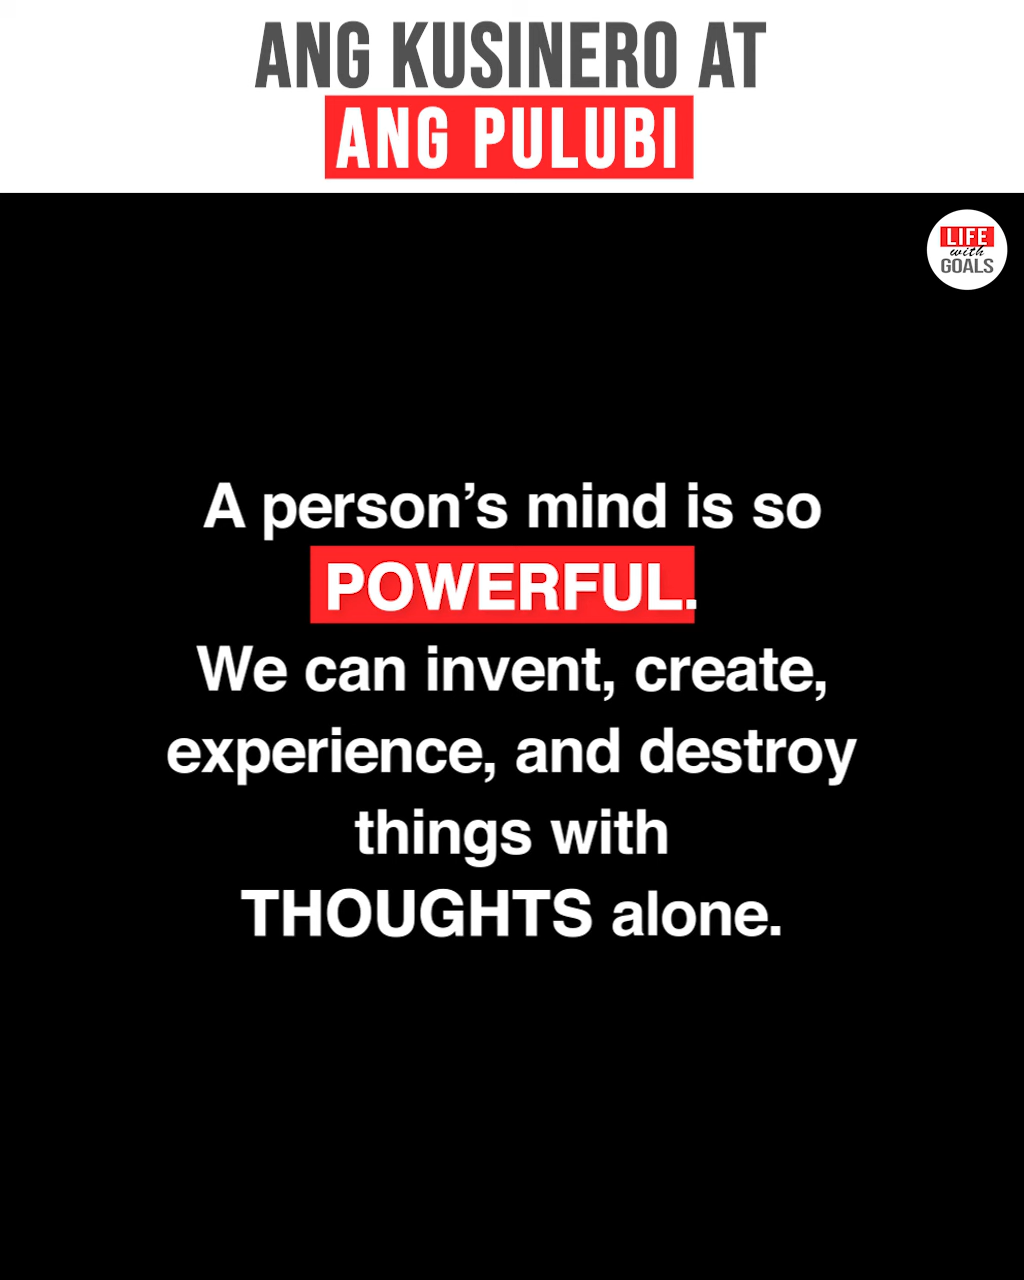 ANG KUSINERO AT
ANG PULUBI
LIFE
with
GOALS
A person’s mind is so
POWERFUL.
We can invent, create,
experience, and destroy
things with
THOUGHTS alone.